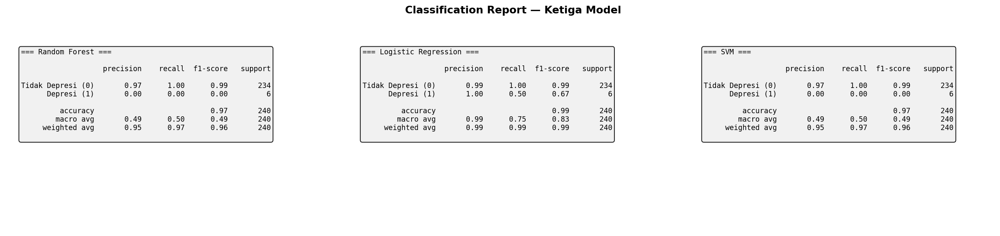 Classification Report — Ketiga Model
=== Random Forest ===
precision recall f1-score support
Tidak Depresi (0) 0.97 1.00 0.99 234
Depresi (1) 0.00 0.00 0.00 6
accuracy 0.97 240
macro avg 0.49 0.50 0.49 240
weighted avg 0.95 0.97 0.96 240
=== Logistic Regression ===
precision recall f1-score support
Tidak Depresi (0) 0.99 1.00 0.99 234
Depresi (1) 1.00 0.50 0.67 6
accuracy 0.99 240
macro avg 0.99 0.75 0.83 240
weighted avg 0.99 0.99 0.99 240
=== SVM ===
precision recall f1-score support
Tidak Depresi (0) 0.97 1.00 0.99 234
Depresi (1) 0.00 0.00 0.00 6
accuracy 0.97 240
macro avg 0.49 0.50 0.49 240
weighted avg 0.95 0.97 0.96 240